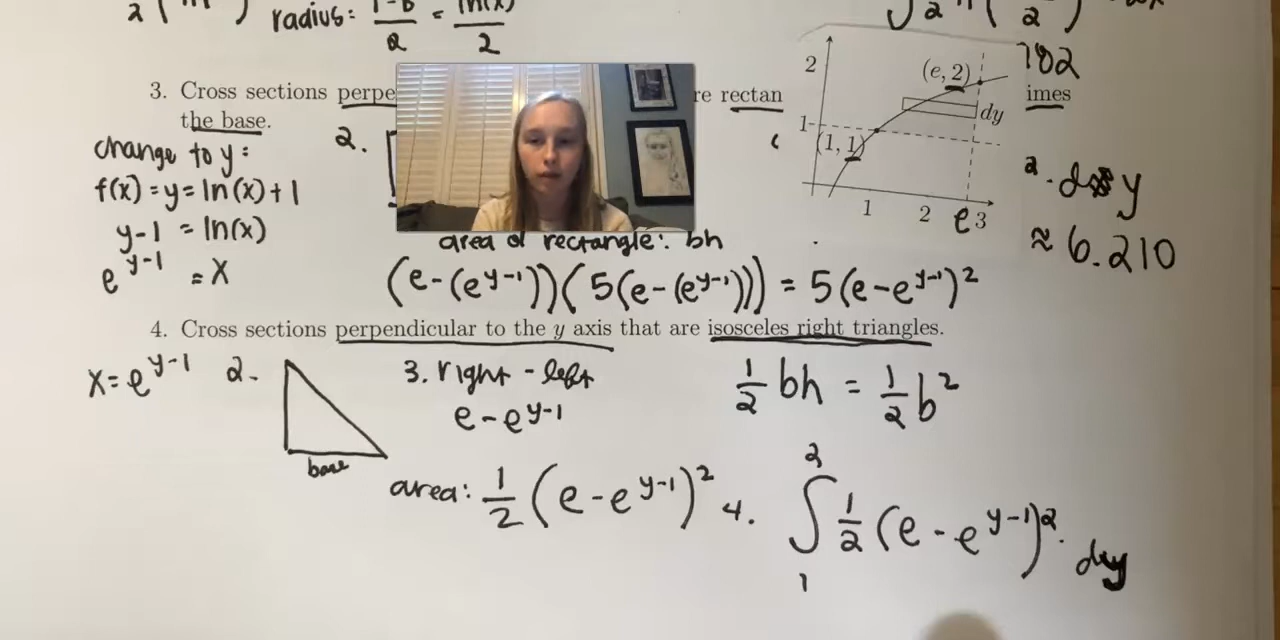 radius:
ln(x)
2 2
3. Cross sections perpe re rectan imes
the base.
2.
change to y:
f(x) = y = ln(x) + 1
y-1 = ln(x)
e^y-1 = x
2
(e, 2)
dy
1
(1, 1)
1 2 e 3
782
2. dy
≈ 6.210
area of rectangle: bh
(e-(e^y-1))(5(e-(e^y-1))) = 5(e-e^y-1)^2
4. Cross sections perpendicular to the y axis that are isosceles right triangles.
x=e^y-1 2.
base
3. right - left
e-e^y-1
1/2 bh = 1/2 b^2
area: 1/2 (e-e^y-1)^2
4. ∫ 1 2 1/2 (e-e^y-1)^2 · dy